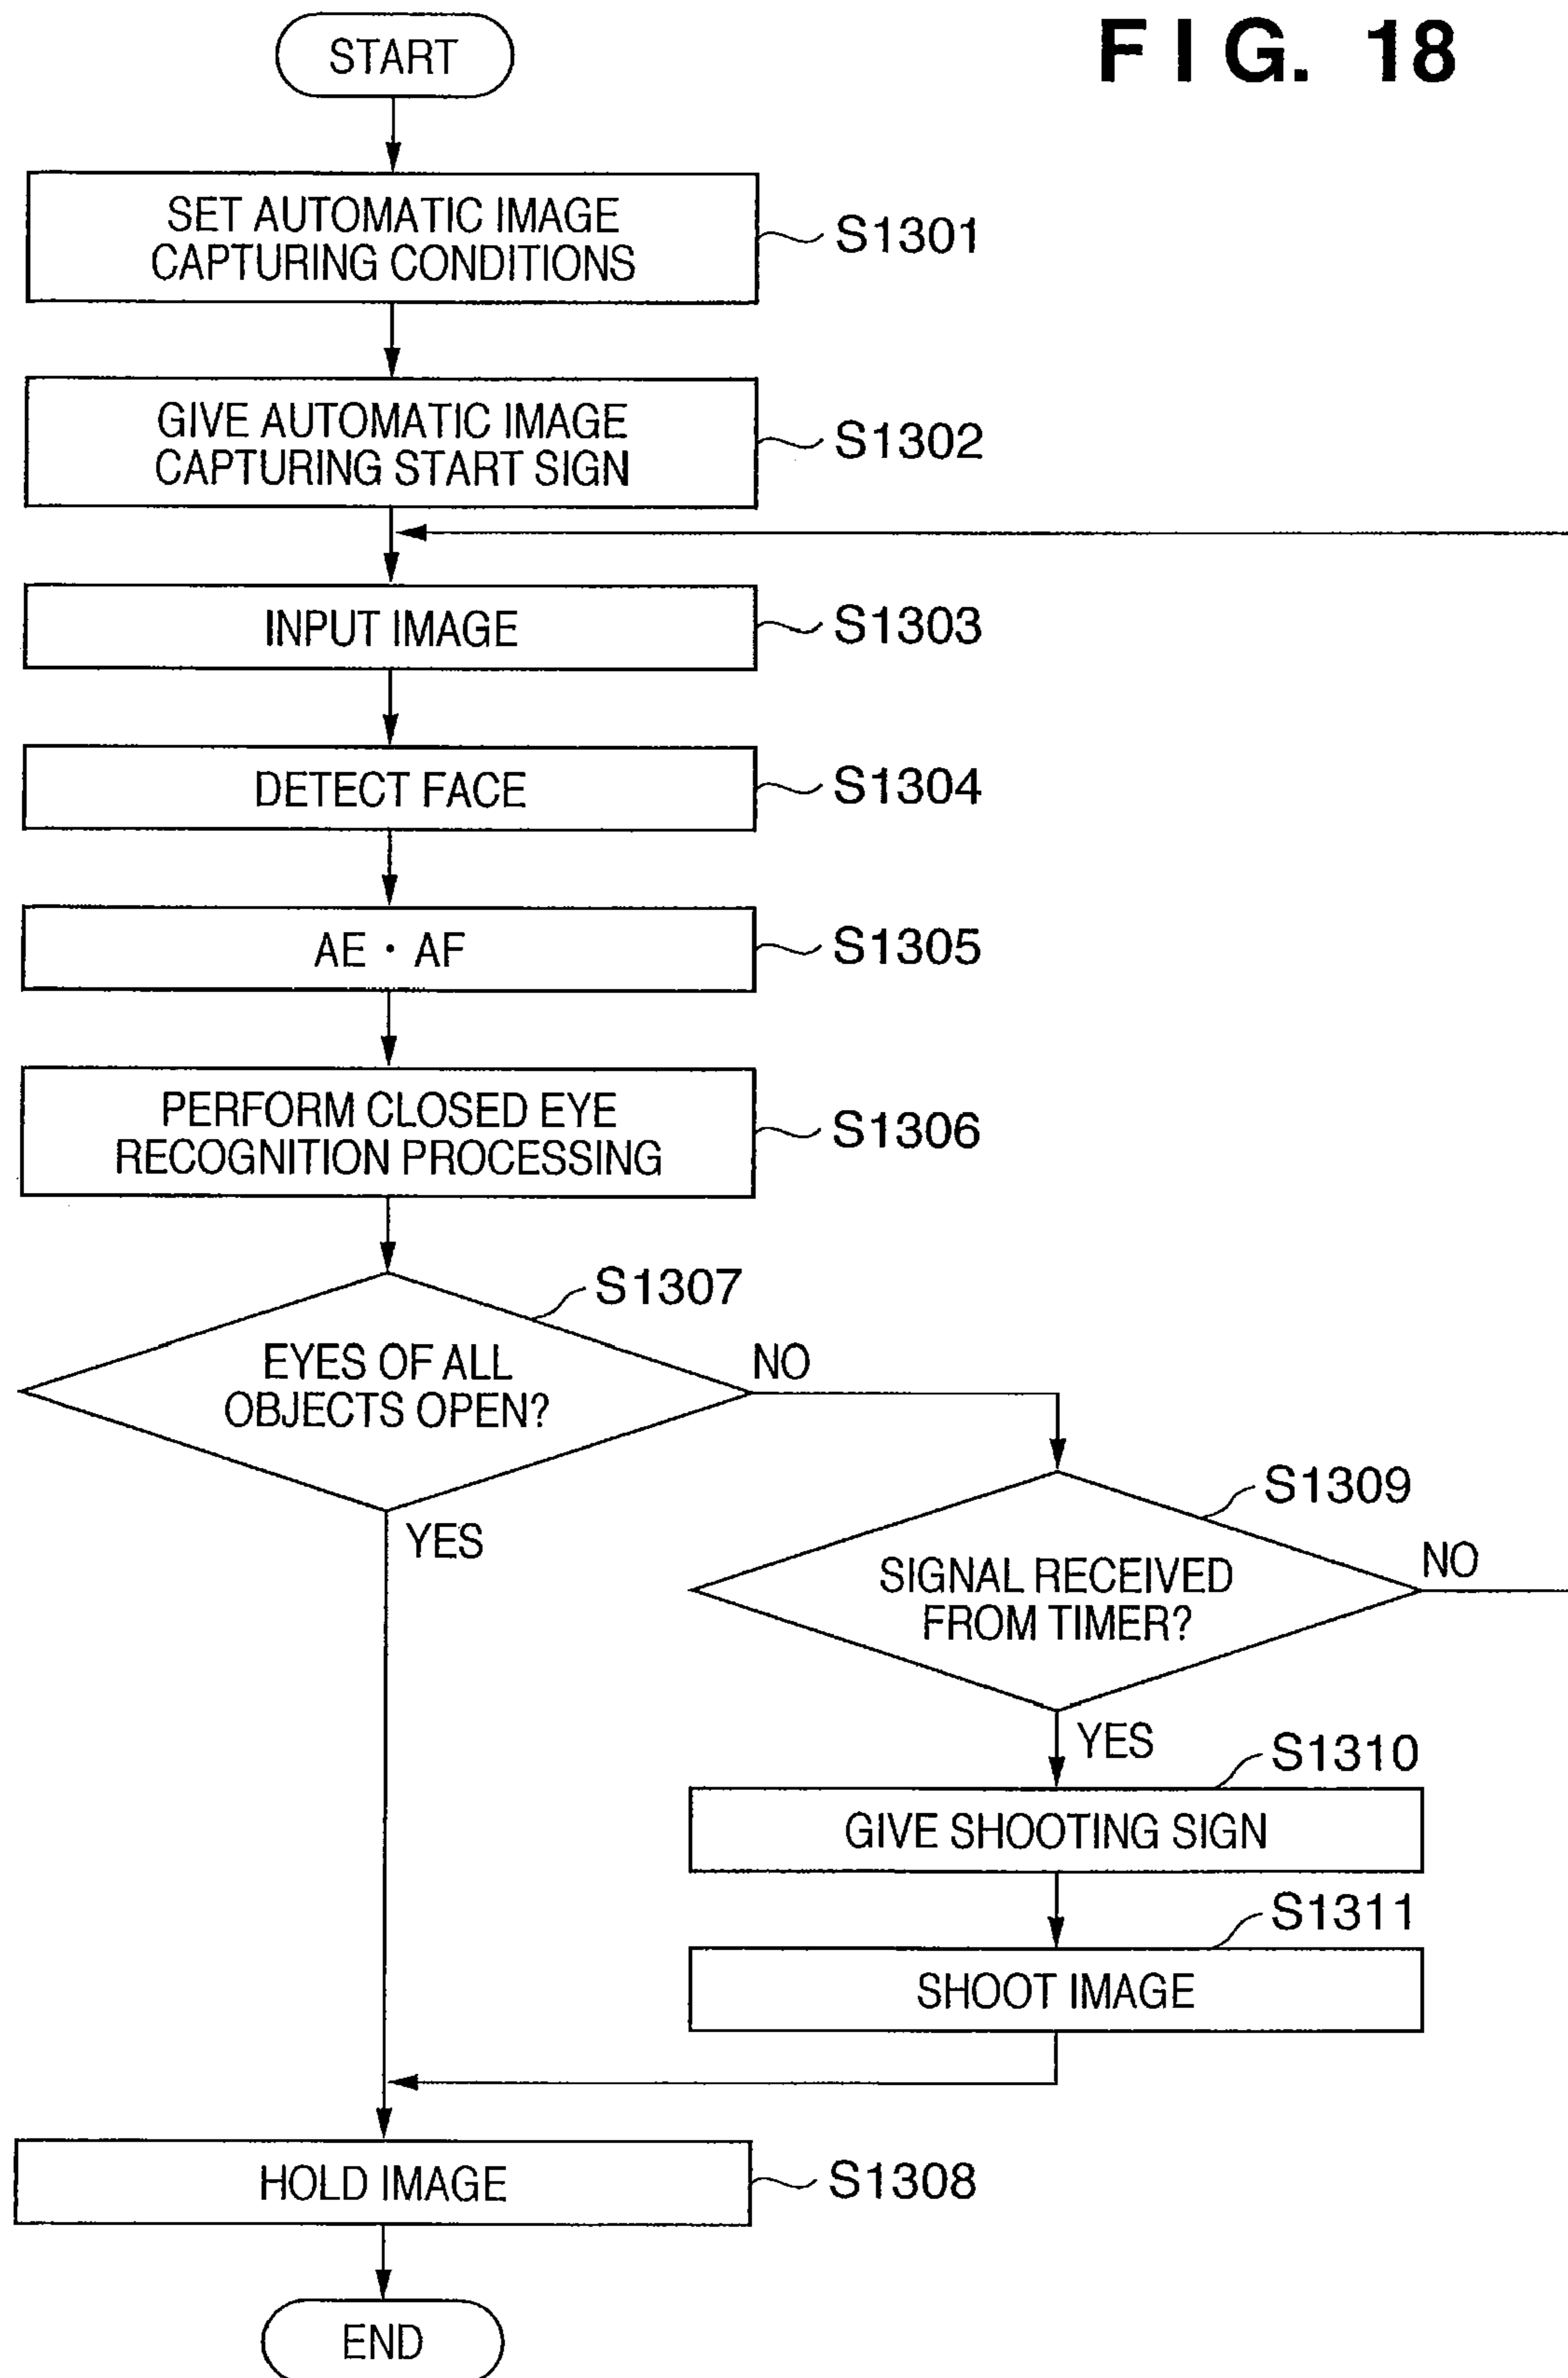 FIG. 18
START
SET AUTOMATIC IMAGE
CAPTURING CONDITIONS
S1301
GIVE AUTOMATIC IMAGE
CAPTURING START SIGN
S1302
INPUT IMAGE
S1303
DETECT FACE
S1304
AE · AF
S1305
PERFORM CLOSED EYE
RECOGNITION PROCESSING
S1306
S1307
EYES OF ALL
OBJECTS OPEN?
NO
YES
S1309
SIGNAL RECEIVED
FROM TIMER?
NO
YES
S1310
GIVE SHOOTING SIGN
S1311
SHOOT IMAGE
HOLD IMAGE
S1308
END